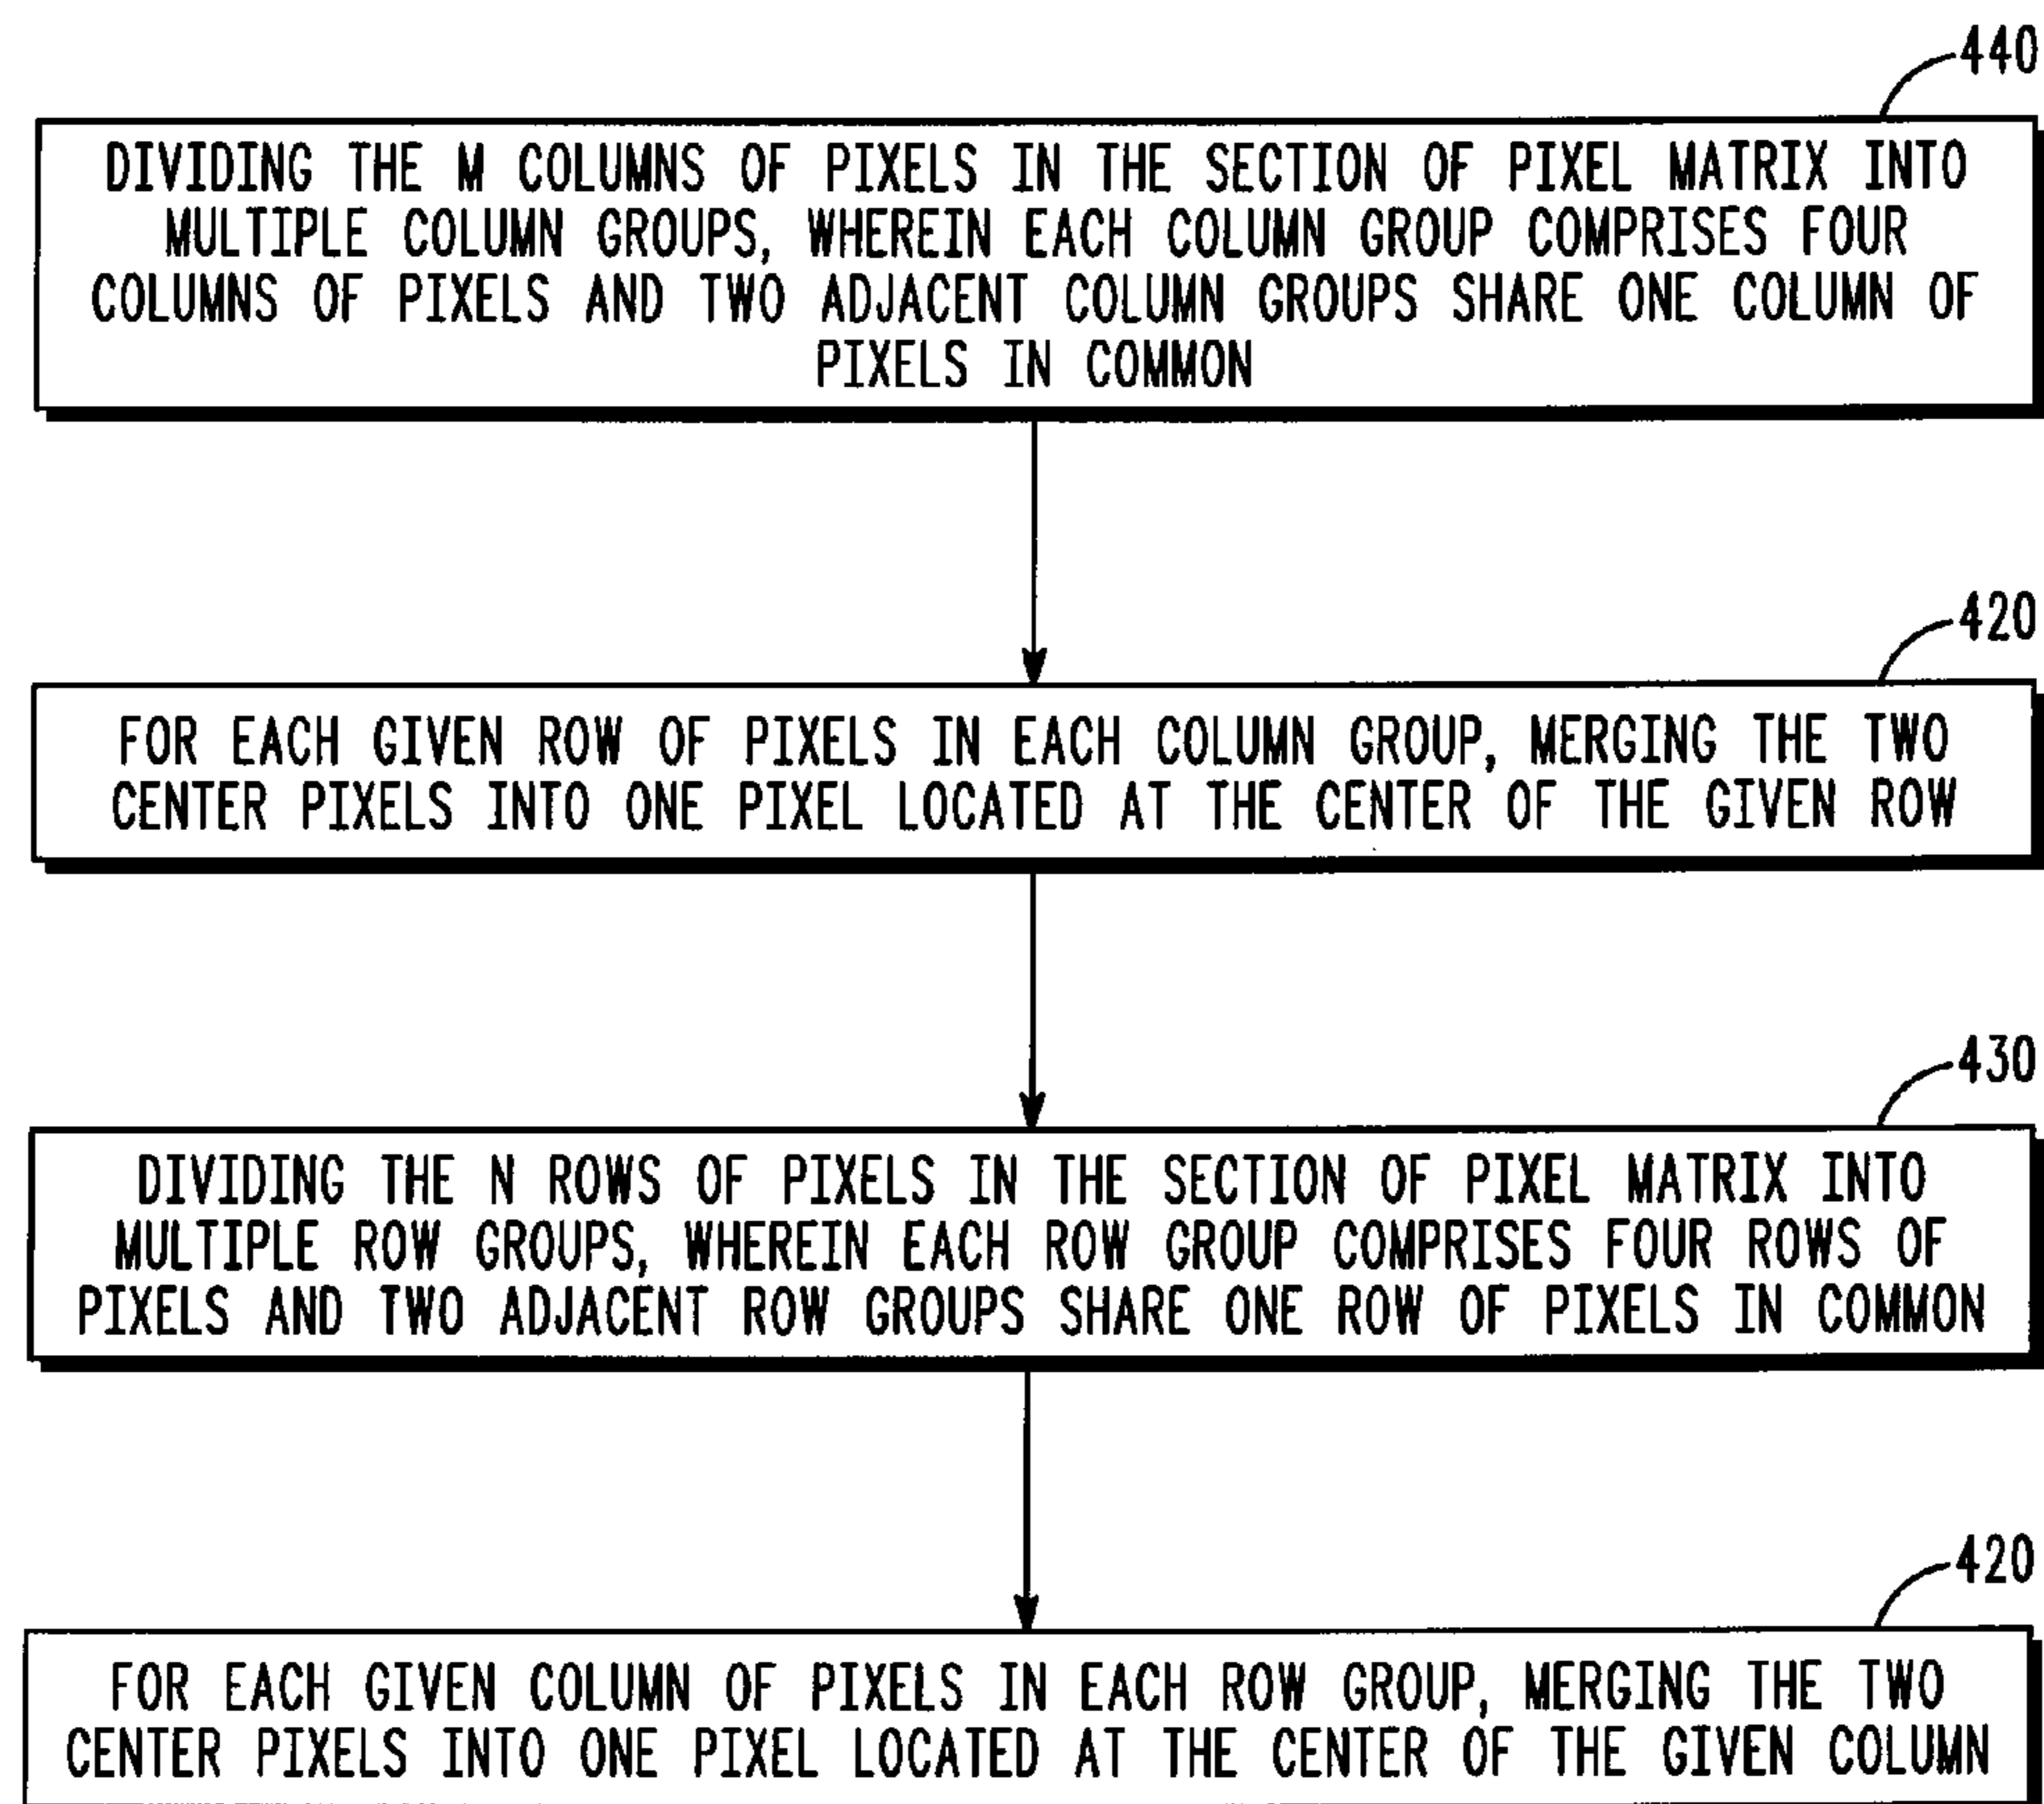 440
DIVIDING THE M COLUMNS OF PIXELS IN THE SECTION OF PIXEL MATRIX INTO
MULTIPLE COLUMN GROUPS, WHEREIN EACH COLUMN GROUP COMPRISES FOUR
COLUMNS OF PIXELS AND TWO ADJACENT COLUMN GROUPS SHARE ONE COLUMN OF
PIXELS IN COMMON
420
FOR EACH GIVEN ROW OF PIXELS IN EACH COLUMN GROUP, MERGING THE TWO
CENTER PIXELS INTO ONE PIXEL LOCATED AT THE CENTER OF THE GIVEN ROW
430
DIVIDING THE N ROWS OF PIXELS IN THE SECTION OF PIXEL MATRIX INTO
MULTIPLE ROW GROUPS, WHEREIN EACH ROW GROUP COMPRISES FOUR ROWS OF
PIXELS AND TWO ADJACENT ROW GROUPS SHARE ONE ROW OF PIXELS IN COMMON
420
FOR EACH GIVEN COLUMN OF PIXELS IN EACH ROW GROUP, MERGING THE TWO
CENTER PIXELS INTO ONE PIXEL LOCATED AT THE CENTER OF THE GIVEN COLUMN